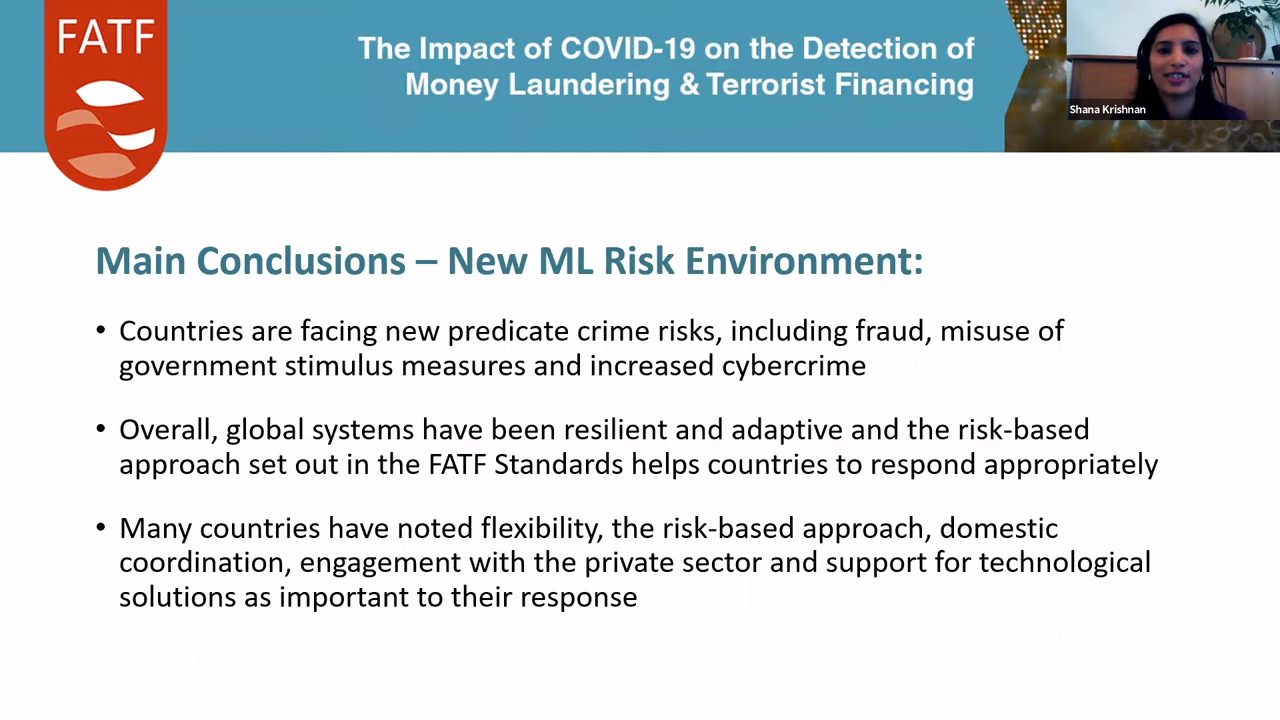 FATF
The Impact of COVID-19 on the Detection of
Money Laundering & Terrorist Financing
Shana Krishnan
Main Conclusions – New ML Risk Environment:
• Countries are facing new predicate crime risks, including fraud, misuse of
government stimulus measures and increased cybercrime
• Overall, global systems have been resilient and adaptive and the risk-based
approach set out in the FATF Standards helps countries to respond appropriately
• Many countries have noted flexibility, the risk-based approach, domestic
coordination, engagement with the private sector and support for technological
solutions as important to their response